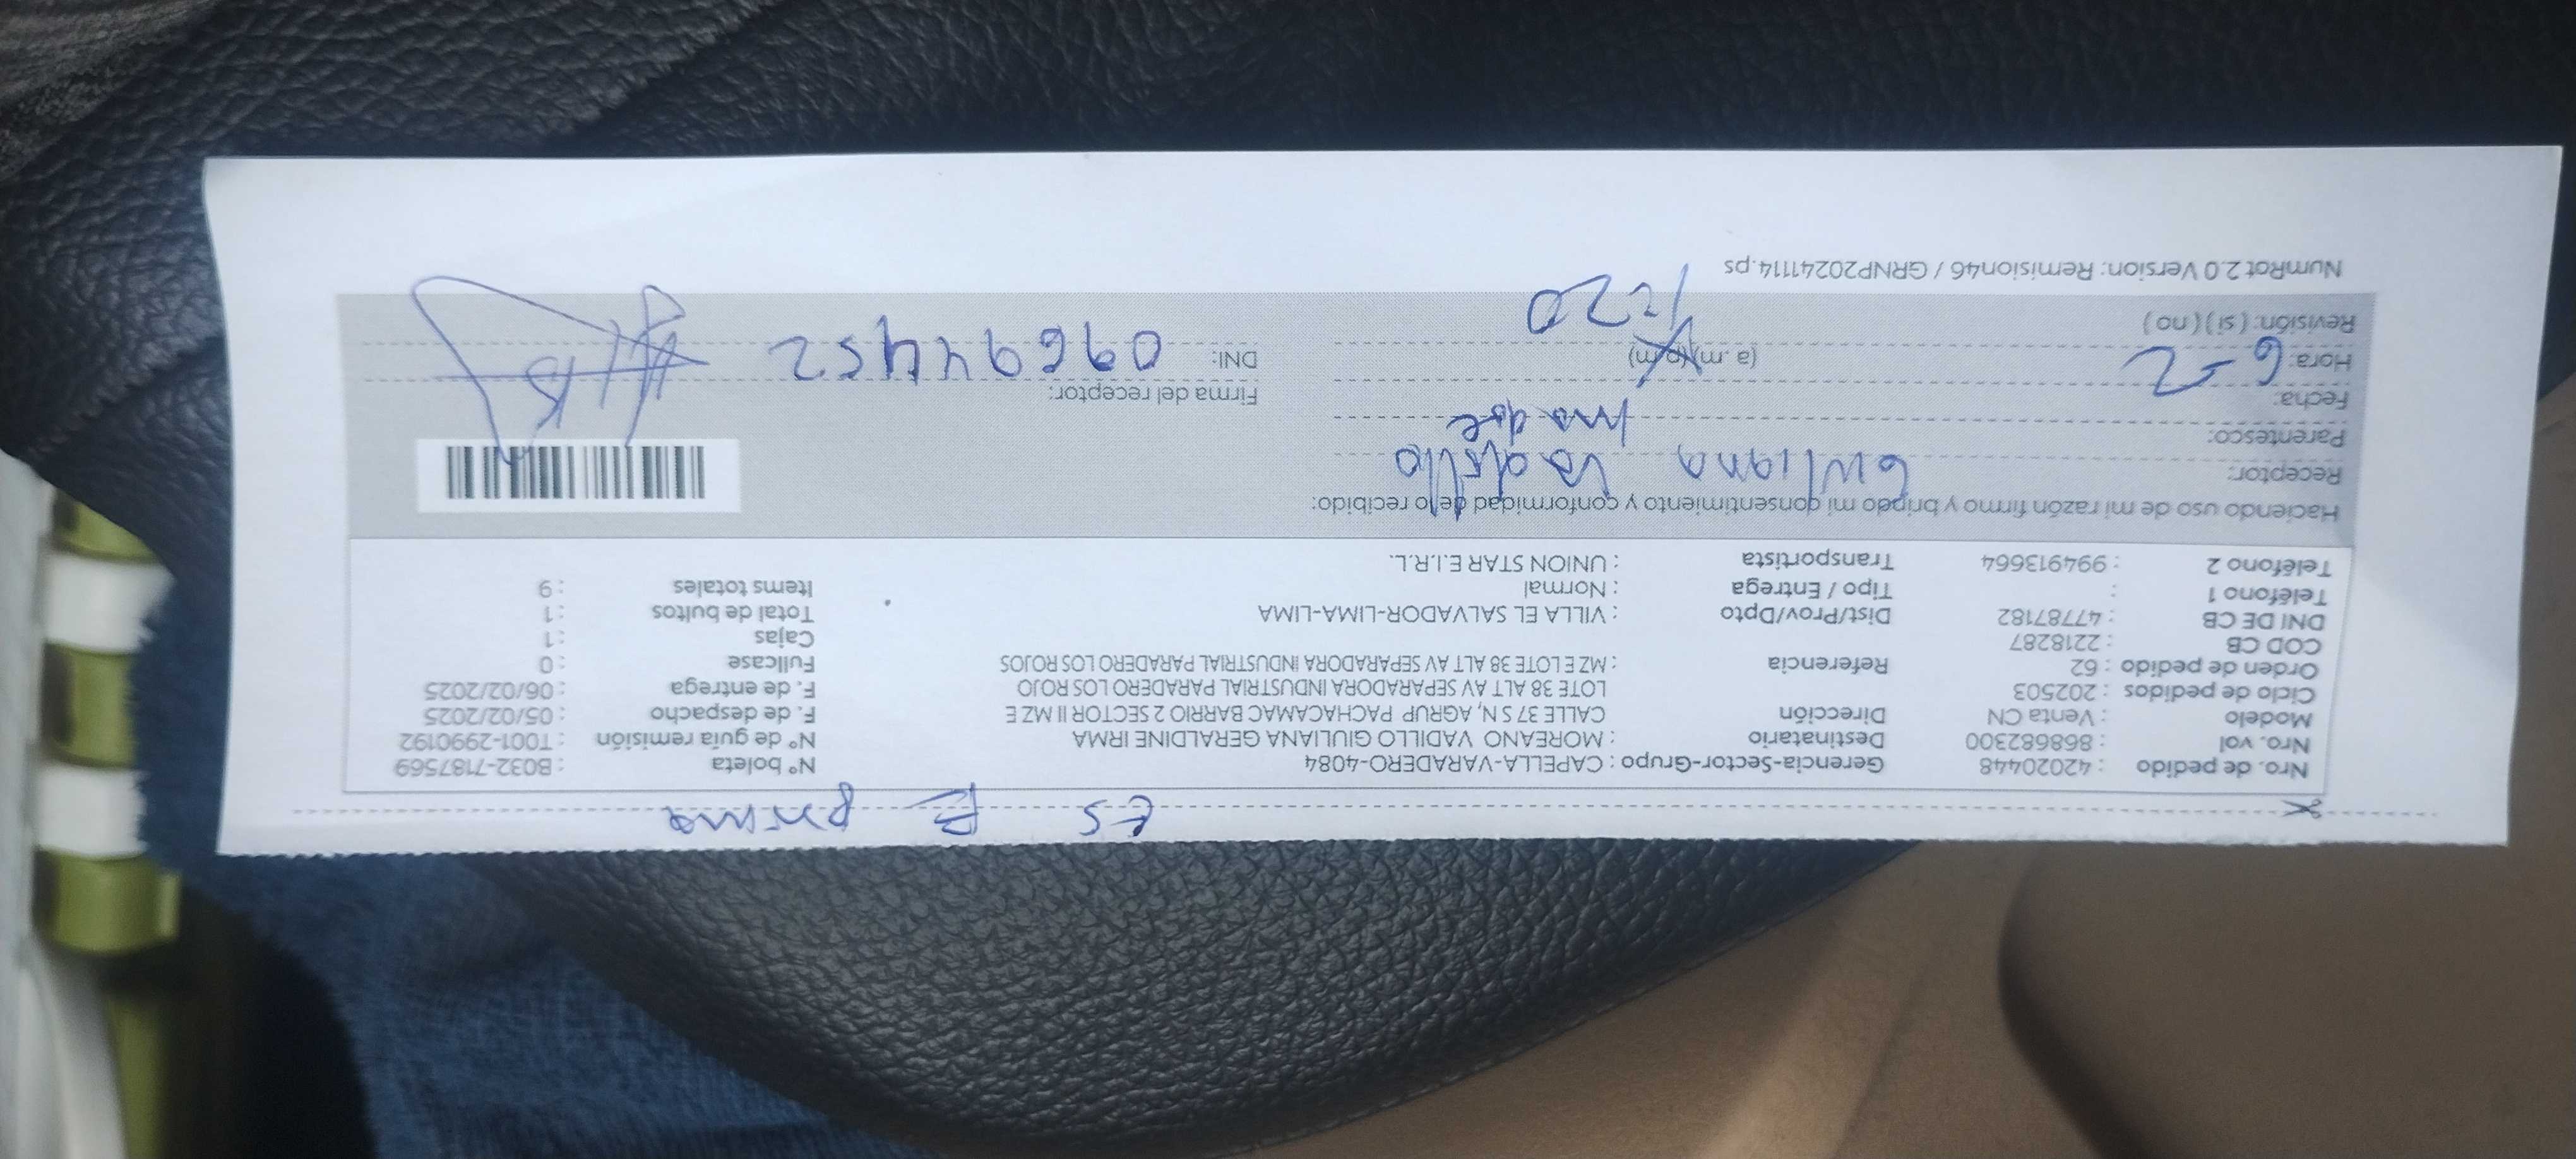 Es F prima
Nro. de pedido : 42020448 Gerencia-Sector-Grupo : CAPELLA-VARADERO-4084 N° boleta : B032-7187569
Nro. vol : 868682300 Destinatario : MOREANO VADILLO GIULIANA GERALDINE IRMA N° de guía remisión : T001-2990192
Modelo : Venta CN Dirección CALLE 37 S N, AGRUP PACHACAMAC BARRIO 2 SECTOR II MZ E F. de despacho : 05/02/2025
Ciclo de pedidos : 202503 LOTE 38 ALT AV SEPARADORA INDUSTRIAL PARADERO LOS ROJO F. de entrega : 06/02/2025
Orden de pedido : 62 Referencia : MZ E LOTE 38 ALT AV SEPARADORA INDUSTRIAL PARADERO LOS ROJOS Fullcase : 0
COD CB : 2218287 Cajas : 1
DNI DE CB : 47787182 Dist/Prov/Dpto : VILLA EL SALVADOR-LIMA-LIMA Total de bultos : 1
Teléfono 1 : Tipo / Entrega : Normal Items totales : 9
Teléfono 2 : 994913664 Transportista : UNION STAR E.I.R.L.
Haciendo uso de mi razón firmo y brindo mi consentimiento y conformidad de lo recibido:
Receptor: Giuliana Vadillo
Parentesco: madre
Fecha: Firma del receptor:
Hora: 6-2 (a. m) (p. m) DNI: 09694452
Revisión: ( si ) ( no ) 1:20
NumRot 2.0 Version: Remision46 / GRNP20241114.ps